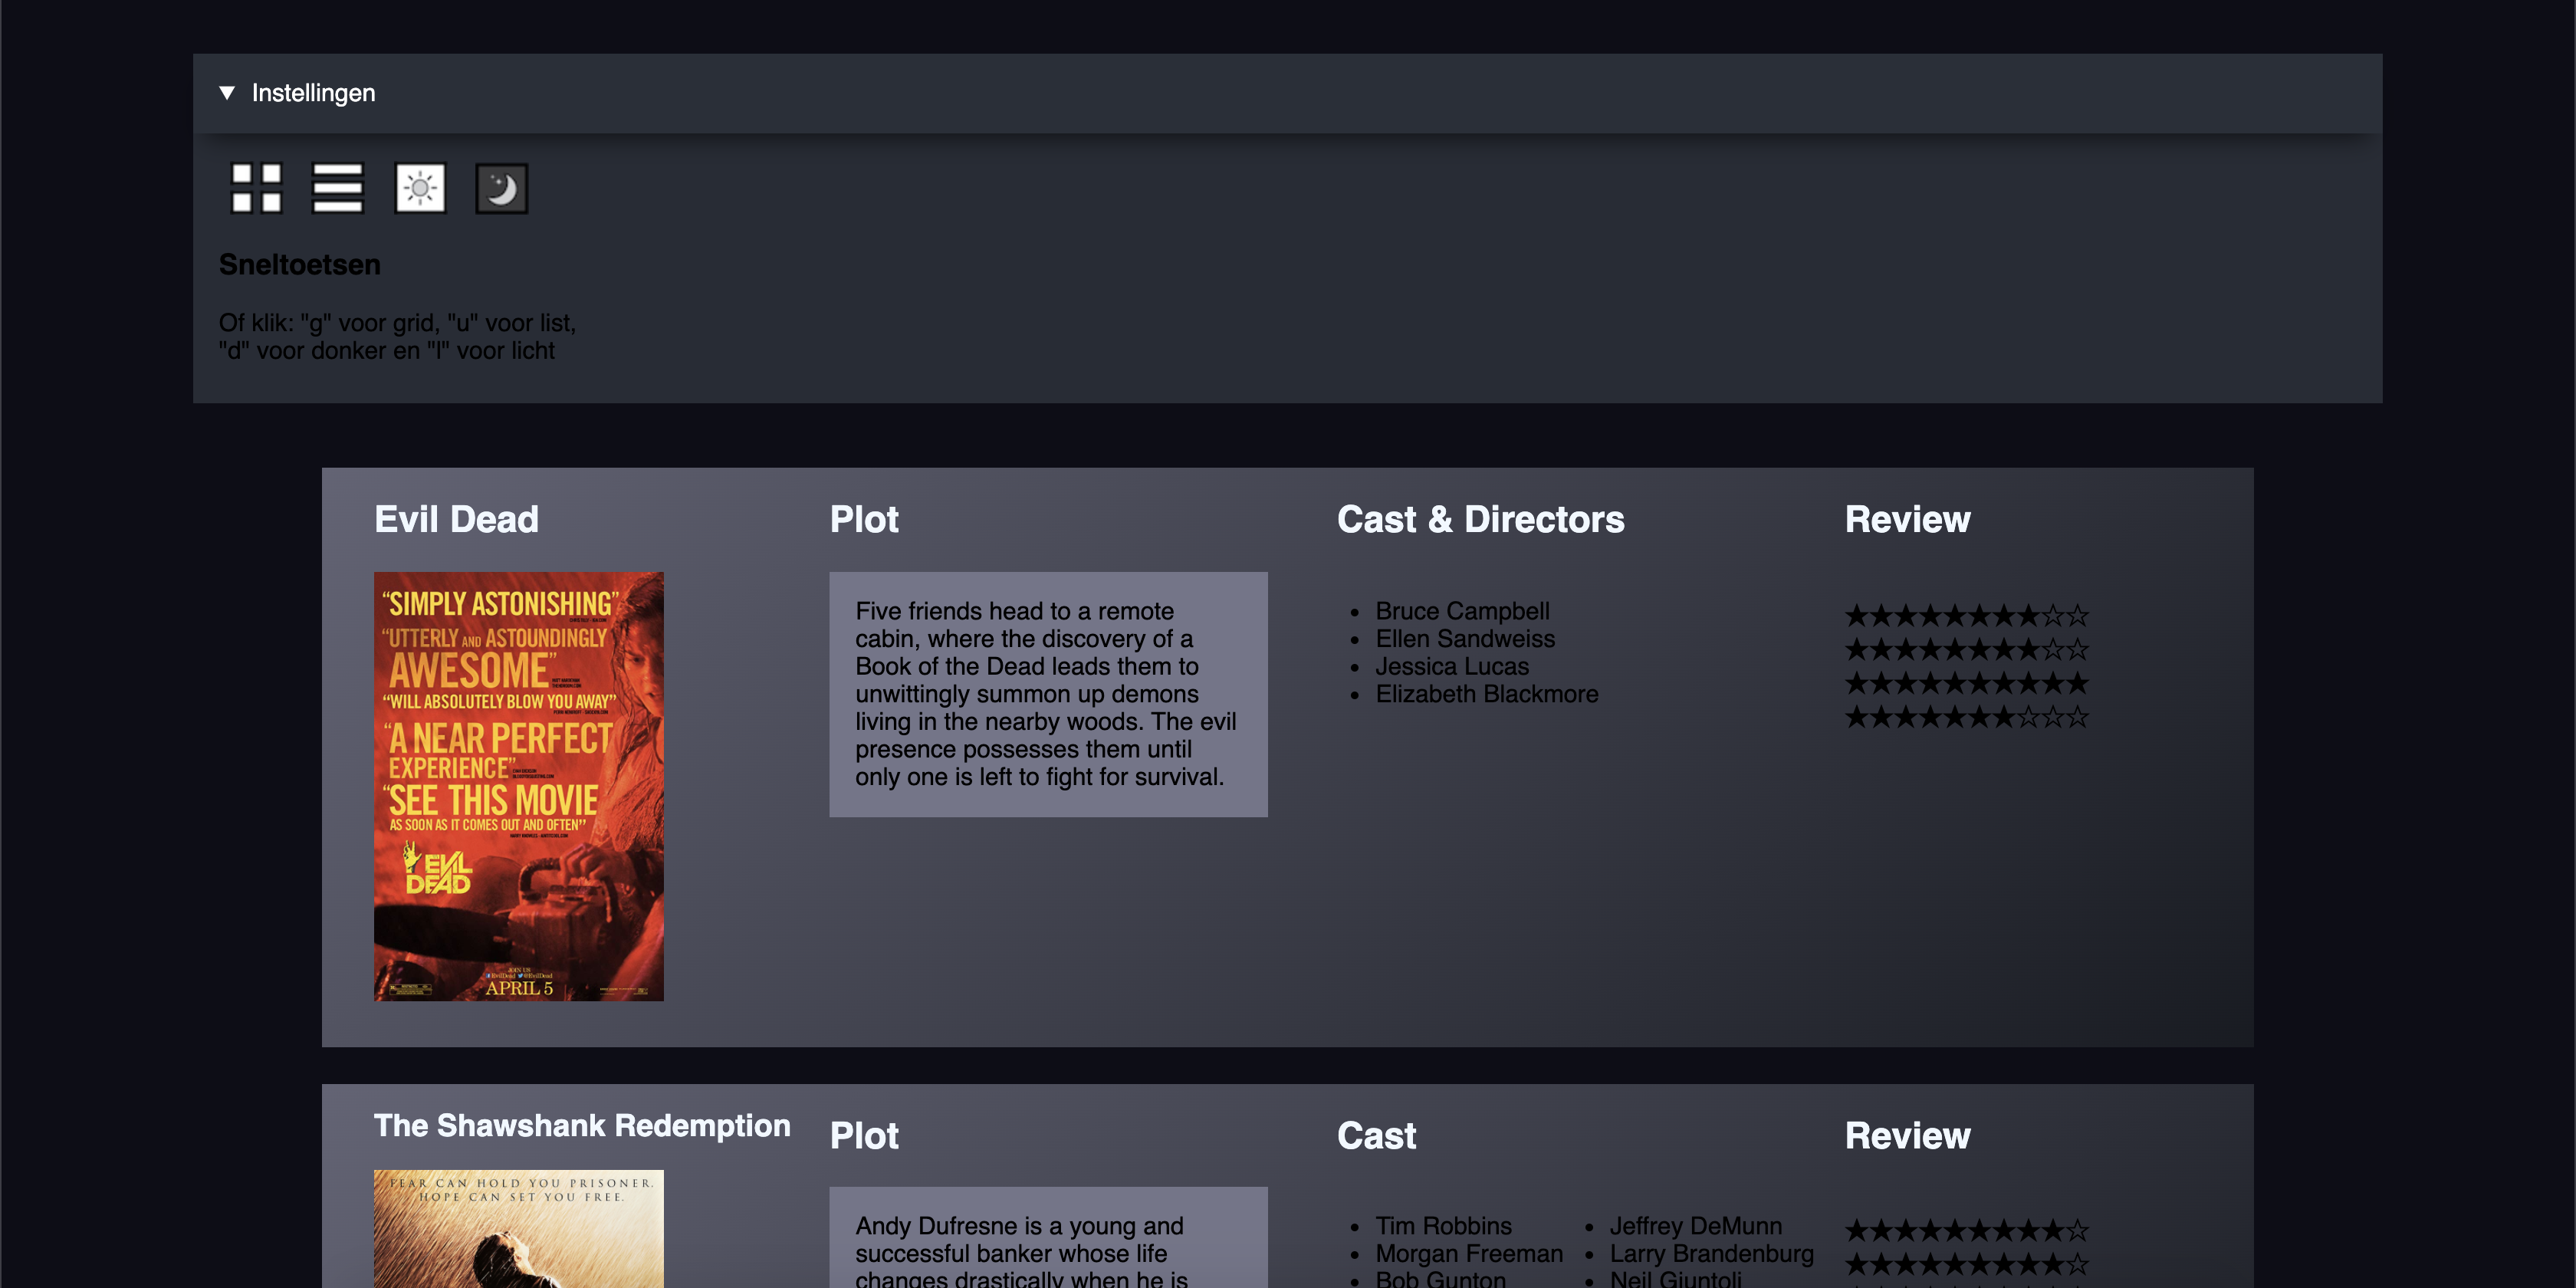 ▼ Instellingen
Sneltoetsen
Of klik: "g" voor grid, "u" voor list,
"d" voor donker en "l" voor licht
Evil Dead
“SIMPLY ASTONISHING”
“UTTERLY AND ASTOUNDINGLY
AWESOME”
“WILL ABSOLUTELY BLOW YOU AWAY”
“A NEAR PERFECT
EXPERIENCE”
“SEE THIS MOVIE
AS SOON AS IT COMES OUT AND OFTEN”
EVIL
DEAD
JOIN US
APRIL 5
Plot
Five friends head to a remote
cabin, where the discovery of a
Book of the Dead leads them to
unwittingly summon up demons
living in the nearby woods. The evil
presence possesses them until
only one is left to fight for survival.
Cast & Directors
• Bruce Campbell
• Ellen Sandweiss
• Jessica Lucas
• Elizabeth Blackmore
Review
★★★★★★★★☆☆
★★★★★★★★☆☆
★★★★★★★★★★
★★★★★★★☆☆☆
The Shawshank Redemption
FEAR CAN HOLD YOU PRISONER.
HOPE CAN SET YOU FREE.
Plot
Andy Dufresne is a young and
successful banker whose life
changes drastically when he is
Cast
• Tim Robbins
• Morgan Freeman
• Bob Gunton
• Jeffrey DeMunn
• Larry Brandenburg
• Neil Giuntoli
Review
★★★★★★★★★☆
★★★★★★★★★☆